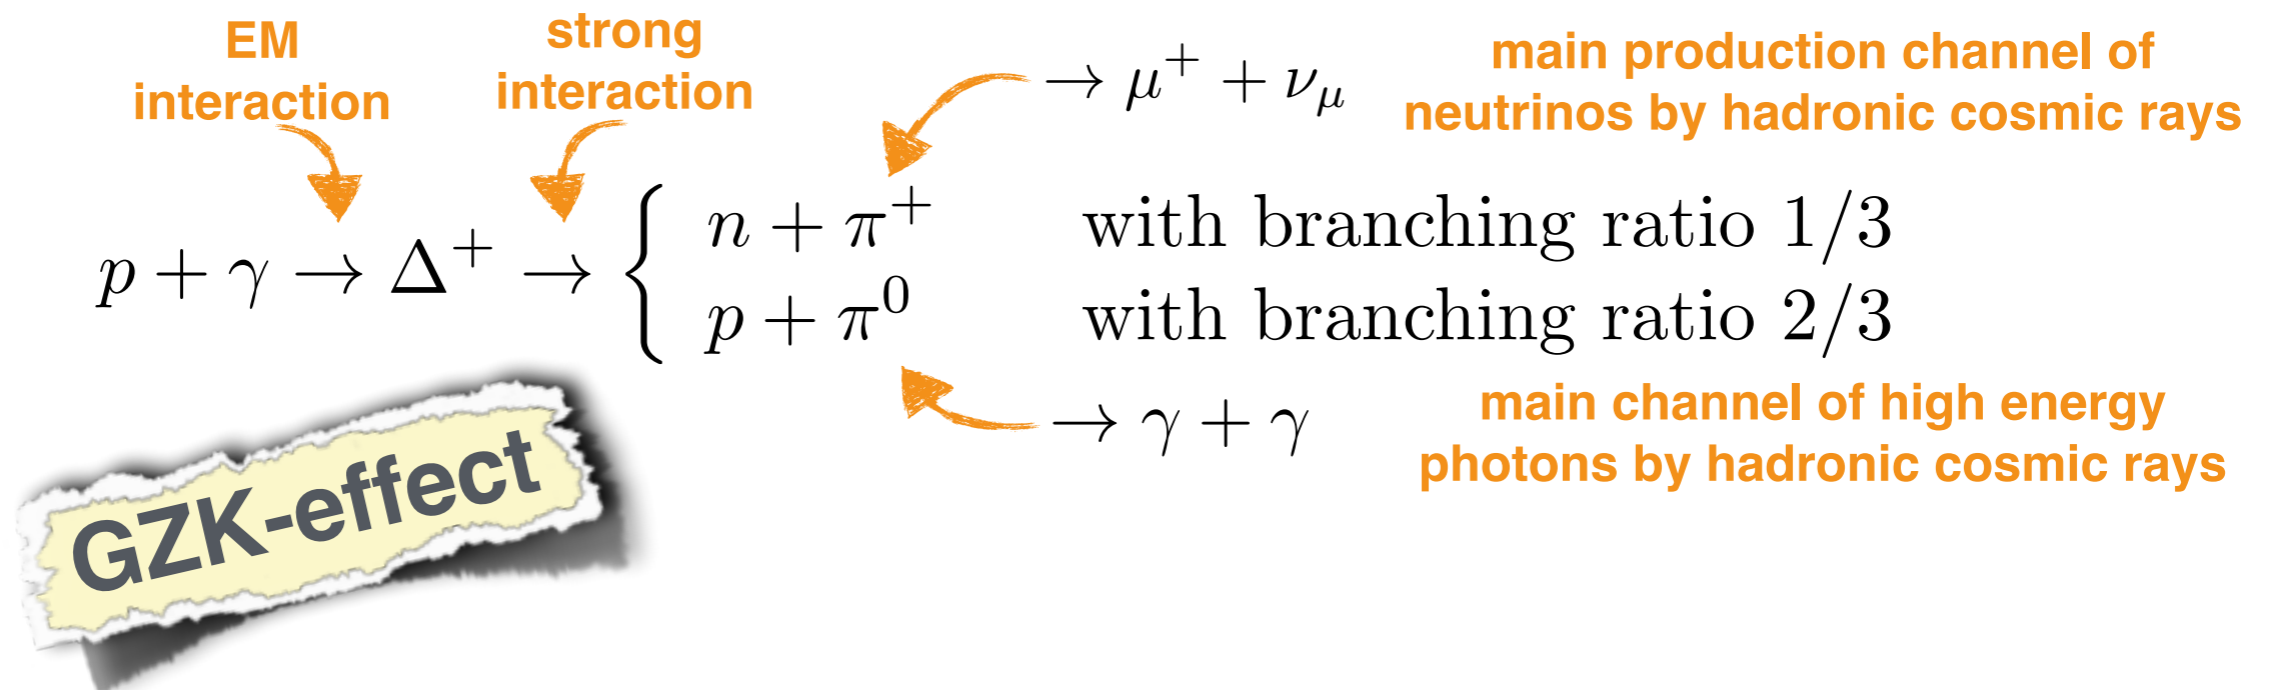 EM
interaction
strong
interaction
→ μ⁺ + ν_μ
main production channel of
neutrinos by hadronic cosmic rays
p + γ → Δ⁺ → {
n + π⁺ with branching ratio 1/3
p + π⁰ with branching ratio 2/3
→ γ + γ
main channel of high energy
photons by hadronic cosmic rays
GZK-effect